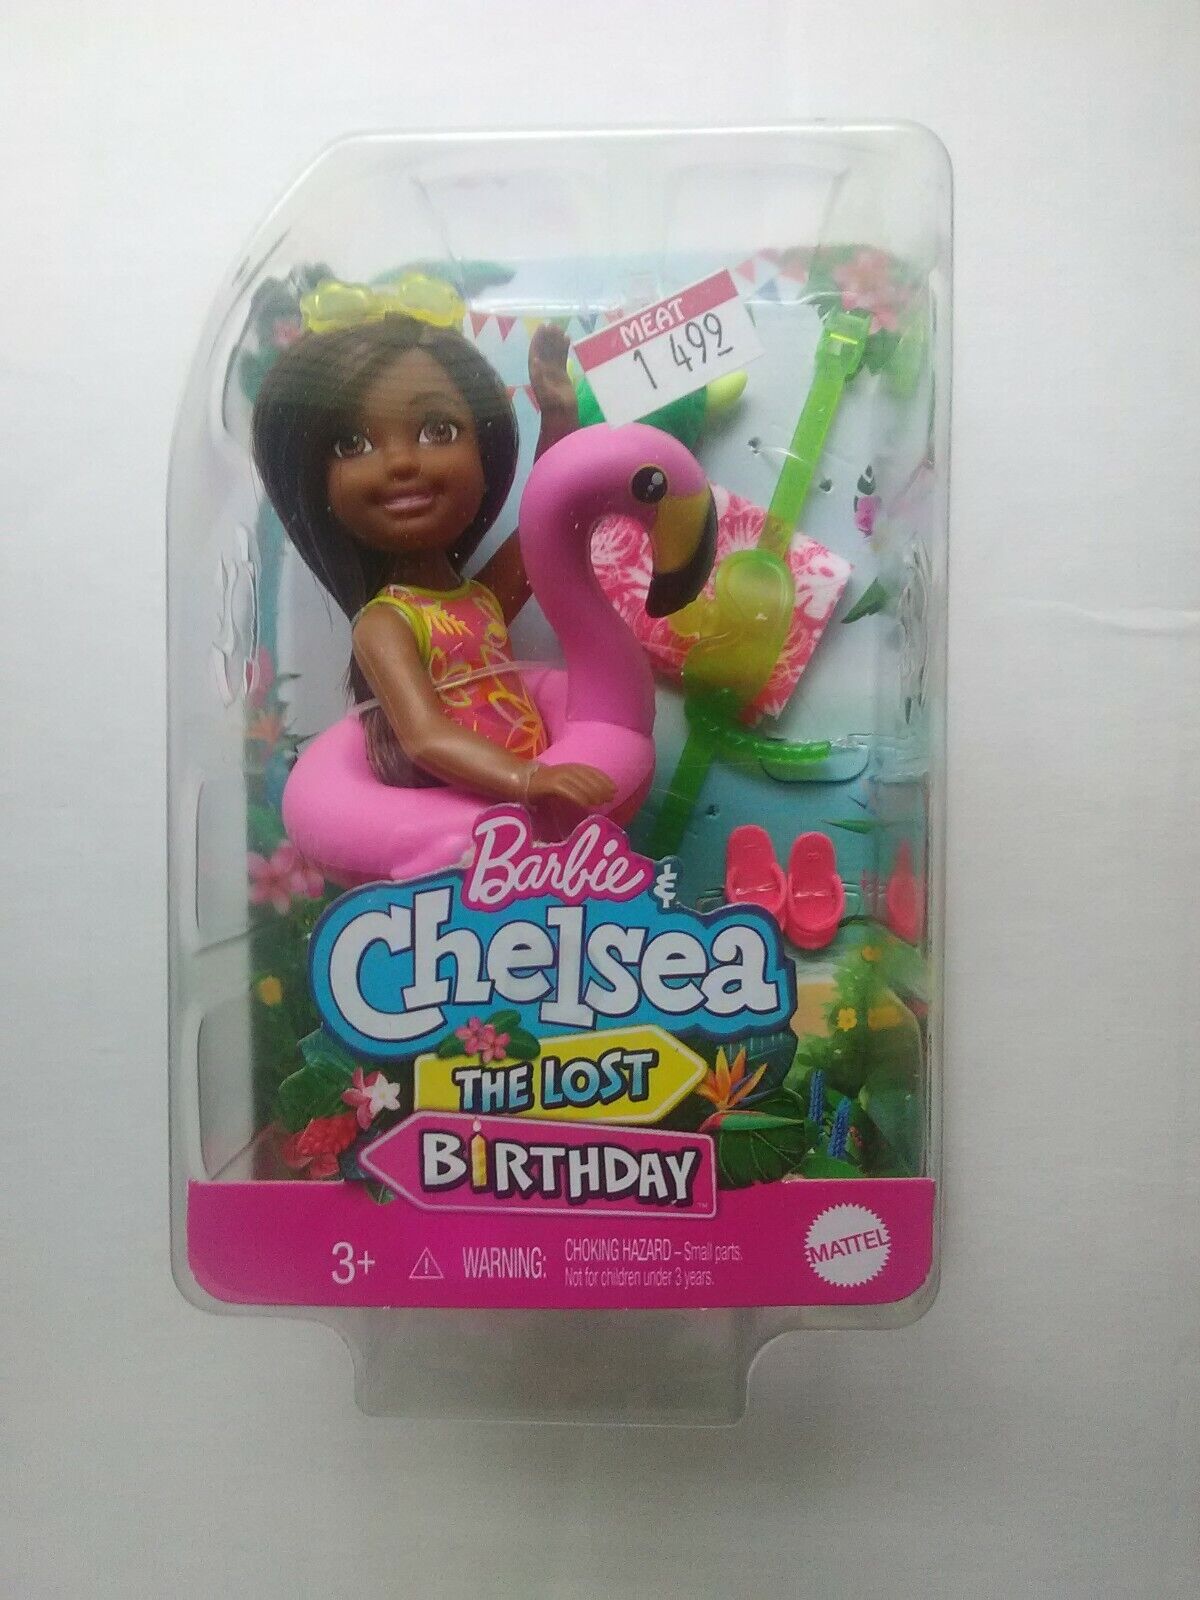 MEAT
1 492
Barbie &
Chelsea
THE LOST
BIRTHDAY™
3+ ⚠ WARNING: CHOKING HAZARD – Small parts.
Not for children under 3 years.
MATTEL